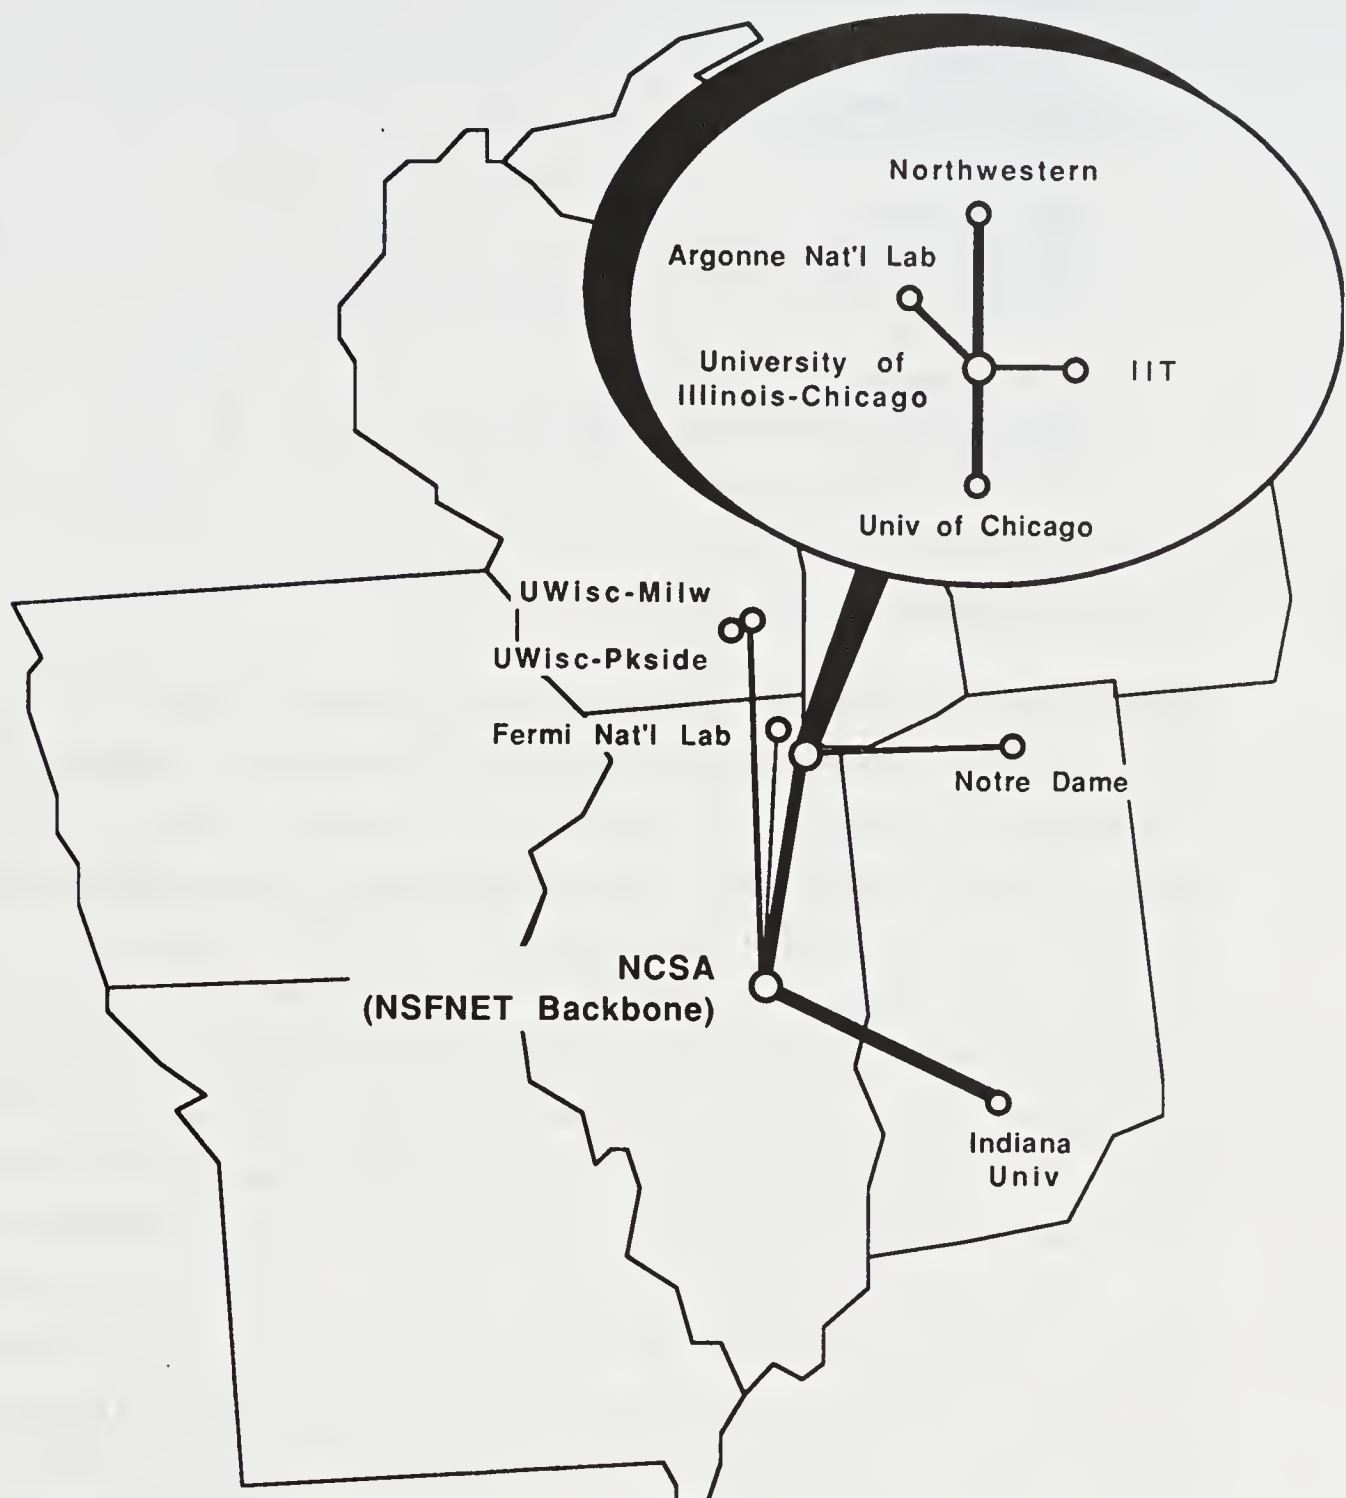 Northwestern
Argonne Nat'l Lab
University of
Illinois-Chicago
IIT
Univ of Chicago
UWisc-Milw
UWisc-Pkside
Fermi Nat'l Lab
Notre Dame
NCSA
(NSFNET Backbone)
Indiana
Univ